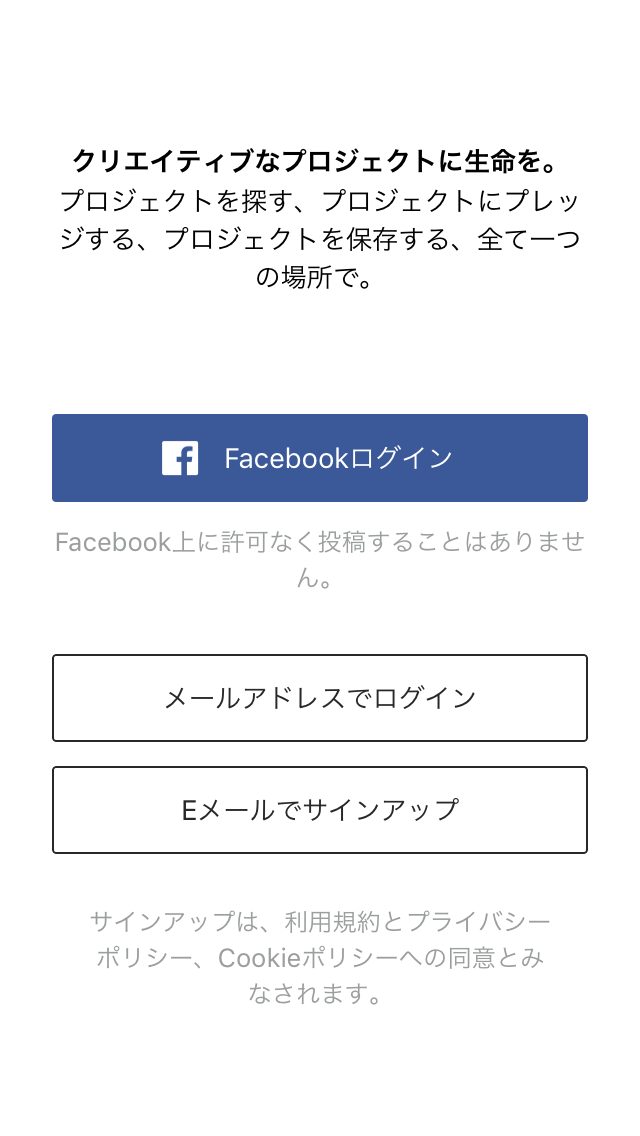 クリエイティブなプロジェクトに生命を。
プロジェクトを探す、プロジェクトにプレッ
ジする、プロジェクトを保存する、全て一つ
の場所で。
Facebookログイン
Facebook上に許可なく投稿することはありませ
ん。
メールアドレスでログイン
Eメールでサインアップ
サインアップは、利用規約とプライバシー
ポリシー、Cookieポリシーへの同意とみ
なされます。